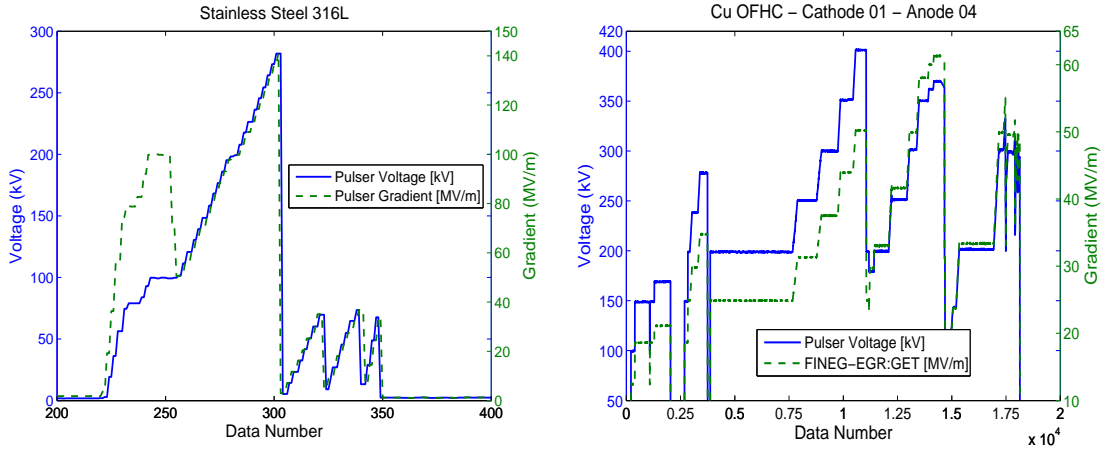 Stainless Steel 316L
300
250
200
150
100
50
0
Voltage (kV)
150
140
120
100
80
60
40
20
0
Gradient (MV/m)
Pulser Voltage [kV]
Pulser Gradient [MV/m]
200 250 300 350 400
Data Number
Cu OFHC − Cathode 01 − Anode 04
420
400
350
300
250
200
150
100
50
Voltage (kV)
65
60
50
40
30
20
10
Gradient (MV/m)
Pulser Voltage [kV]
FINEG−EGR:GET [MV/m]
0 0.25 0.5 0.75 1 1.25 1.5 1.75 2
Data Number
x 10^4